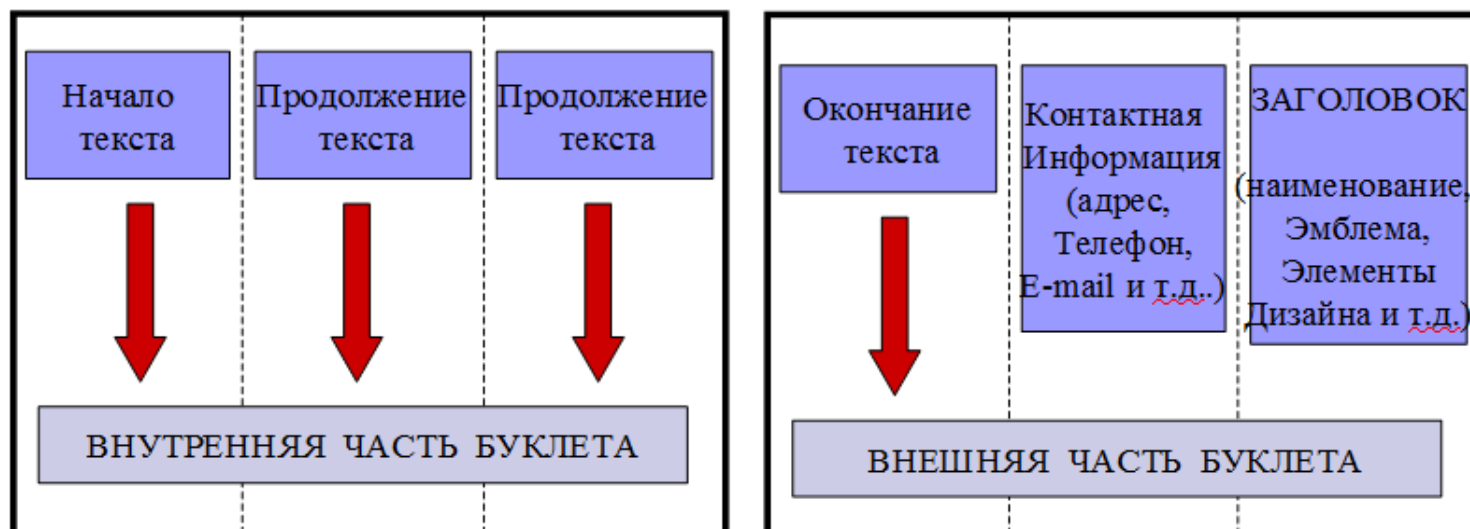 Начало
текста
Продолжение
текста
Продолжение
текста
ВНУТРЕННЯЯ ЧАСТЬ БУКЛЕТА
Окончание
текста
Контактная
Информация
(адрес,
Телефон,
E-mail и т.д..)
ЗАГОЛОВОК
(наименование,
Эмблема,
Элементы
Дизайна и т.д.)
ВНЕШНЯЯ ЧАСТЬ БУКЛЕТА